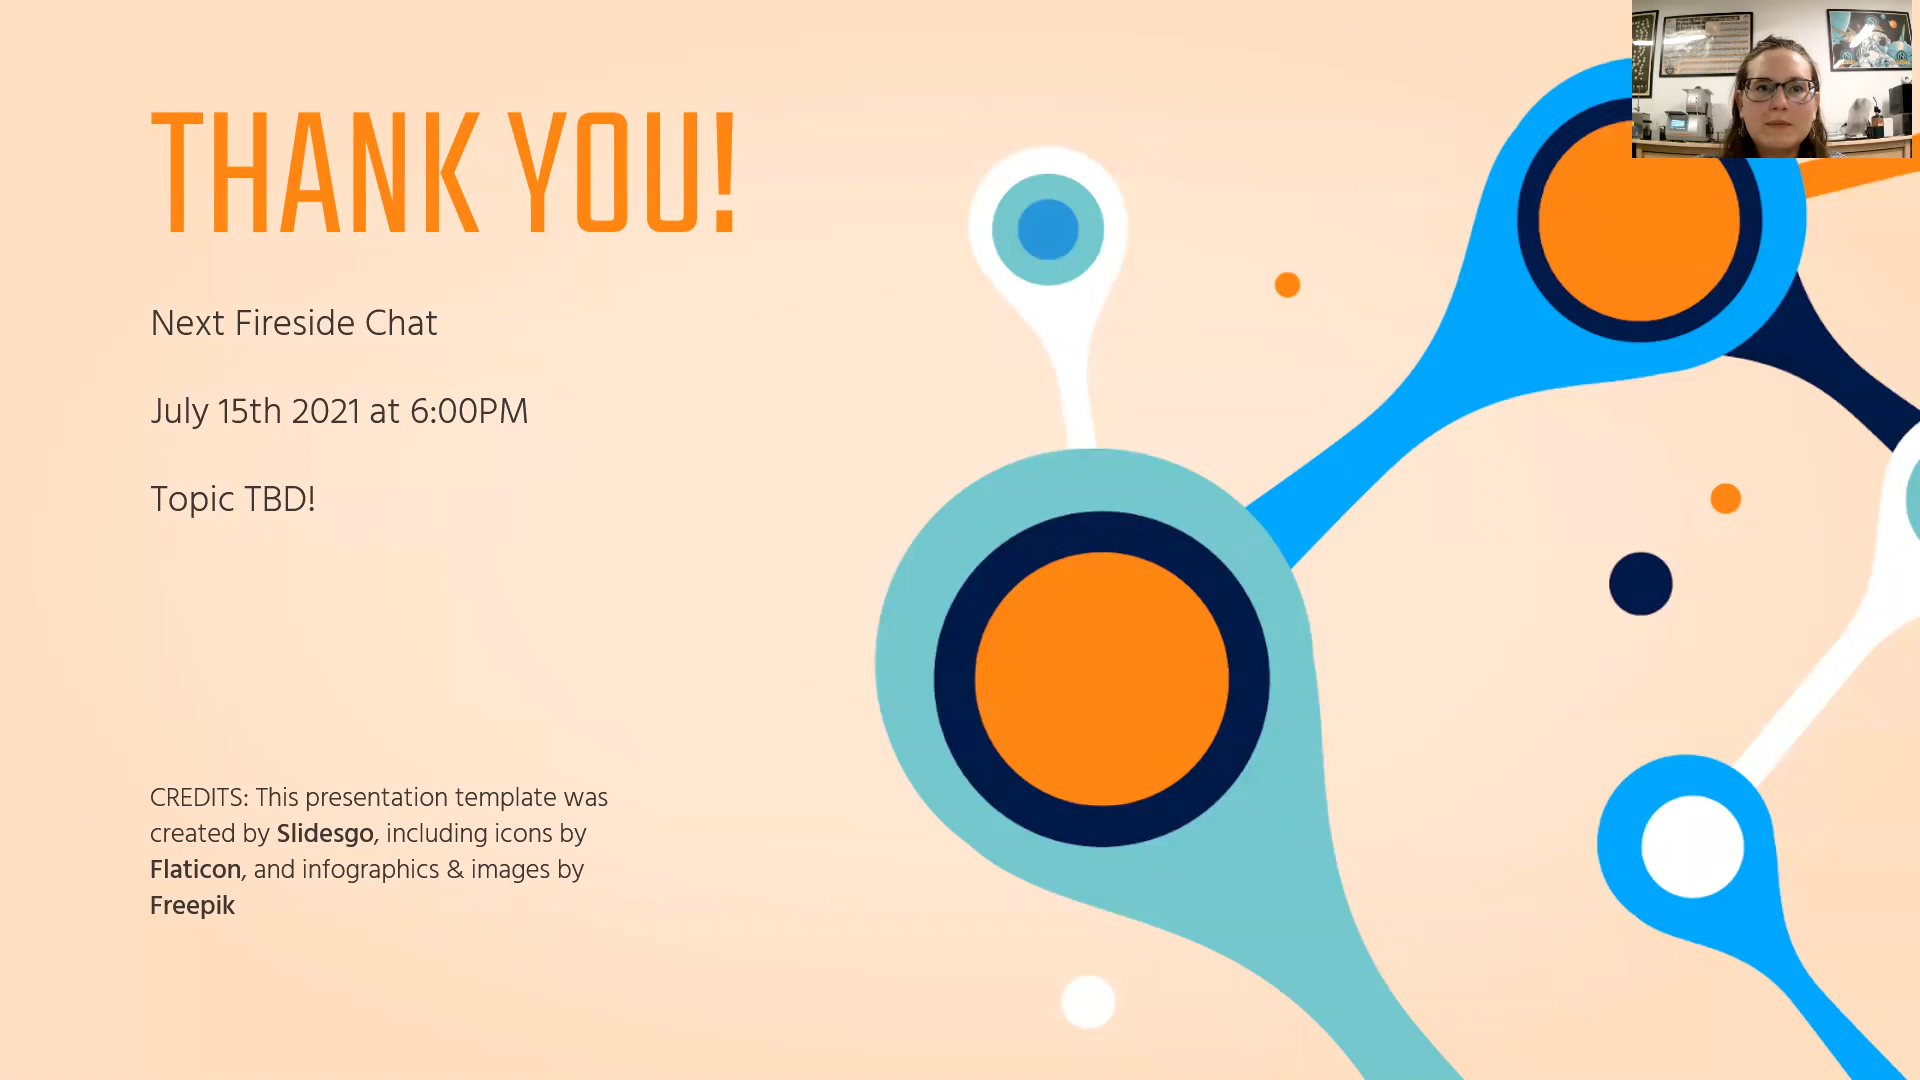 THANK YOU!
Next Fireside Chat
July 15th 2021 at 6:00PM
Topic TBD!
CREDITS: This presentation template was
created by Slidesgo, including icons by
Flaticon, and infographics & images by
Freepik